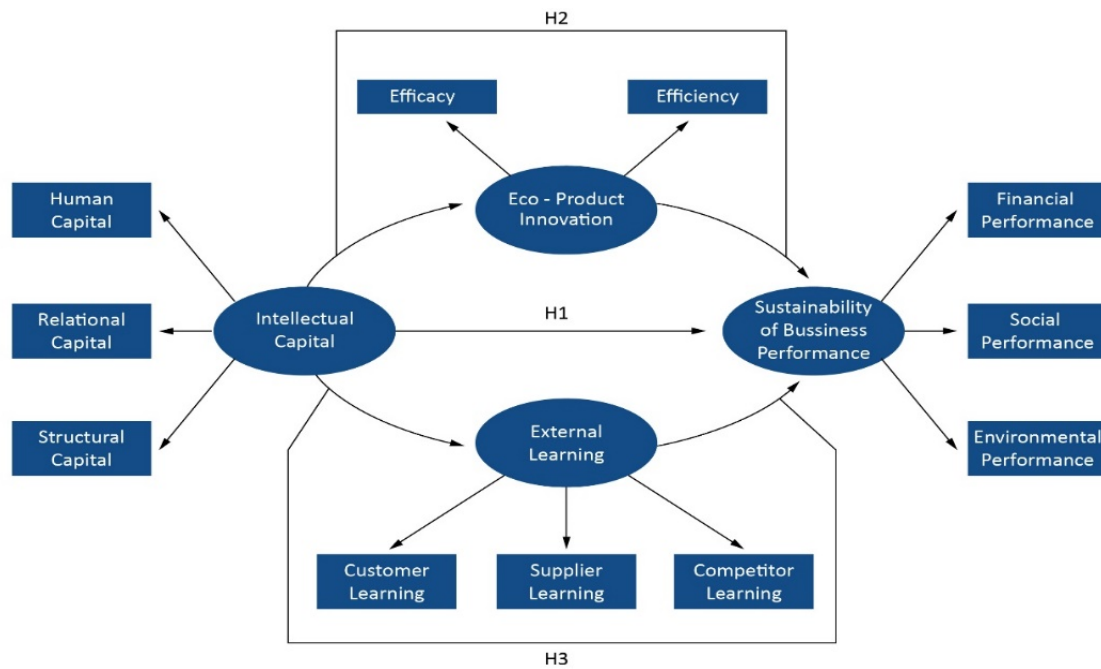 H2
Efficacy
Efficiency
Eco - Product
Innovation
Human
Capital
Financial
Performance
Relational
Capital
Intellectual
Capital
H1
Sustainability
of Bussiness
Performance
Social
Performance
Structural
Capital
External
Learning
Environmental
Performance
Customer
Learning
Supplier
Learning
Competitor
Learning
H3